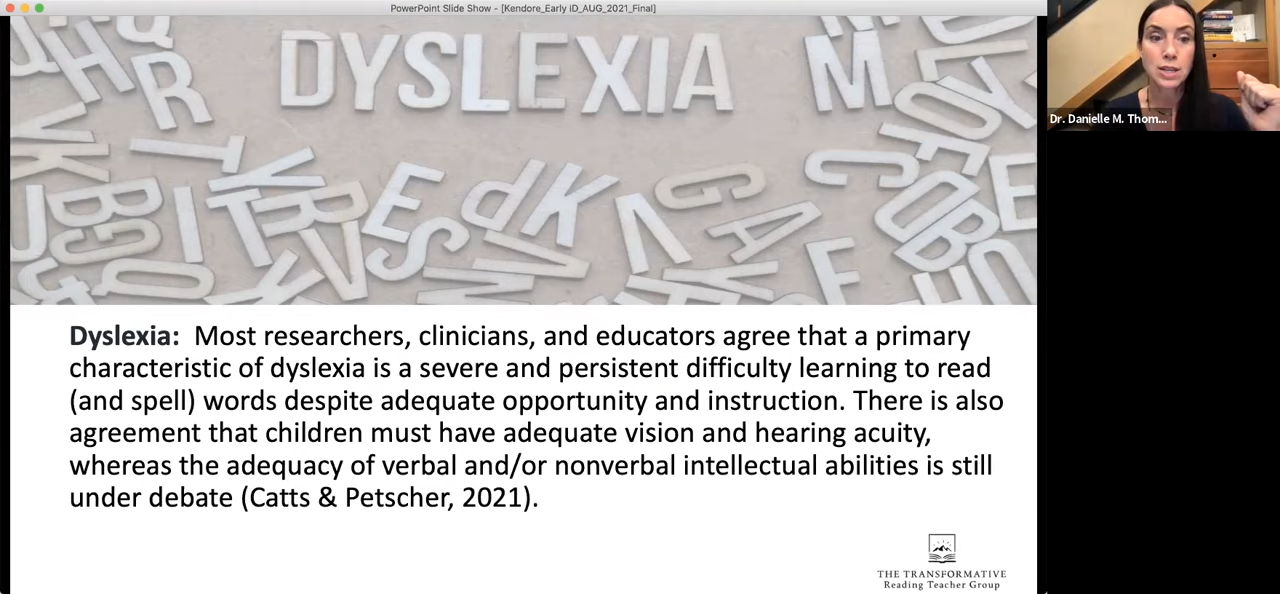 PowerPoint Slide Show - [Kendore_Early iD_AUG_2021_Final]
DYSLEXIA
Dr. Danielle M. Thom...
Dyslexia: Most researchers, clinicians, and educators agree that a primary
characteristic of dyslexia is a severe and persistent difficulty learning to read
(and spell) words despite adequate opportunity and instruction. There is also
agreement that children must have adequate vision and hearing acuity,
whereas the adequacy of verbal and/or nonverbal intellectual abilities is still
under debate (Catts & Petscher, 2021).
THE TRANSFORMATIVE
Reading Teacher Group